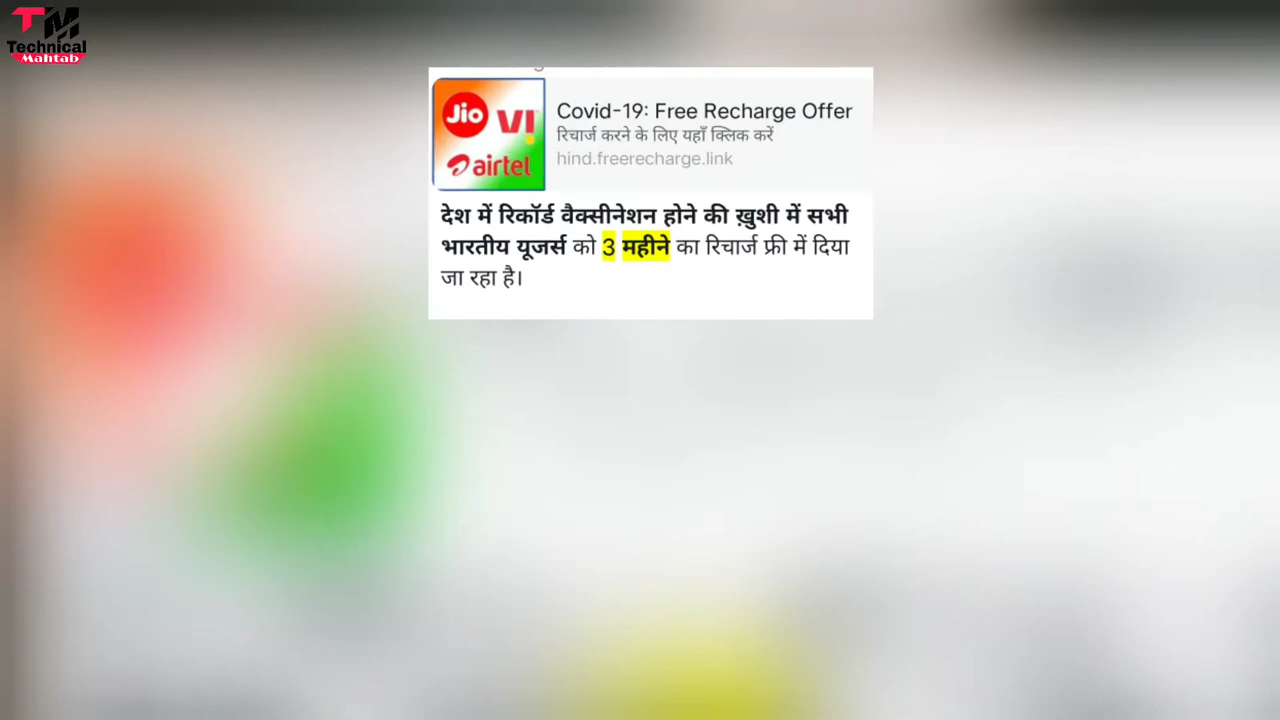 TM
Technical
Mahtab
Jio
VI
airtel
Covid-19: Free Recharge Offer
रिचार्ज करने के लिए यहाँ क्लिक करें
hind.freerecharge.link
देश में रिकॉर्ड वैक्सीनेशन होने की ख़ुशी में सभी
भारतीय यूजर्स को 3 महीने का रिचार्ज फ्री में दिया
जा रहा है।